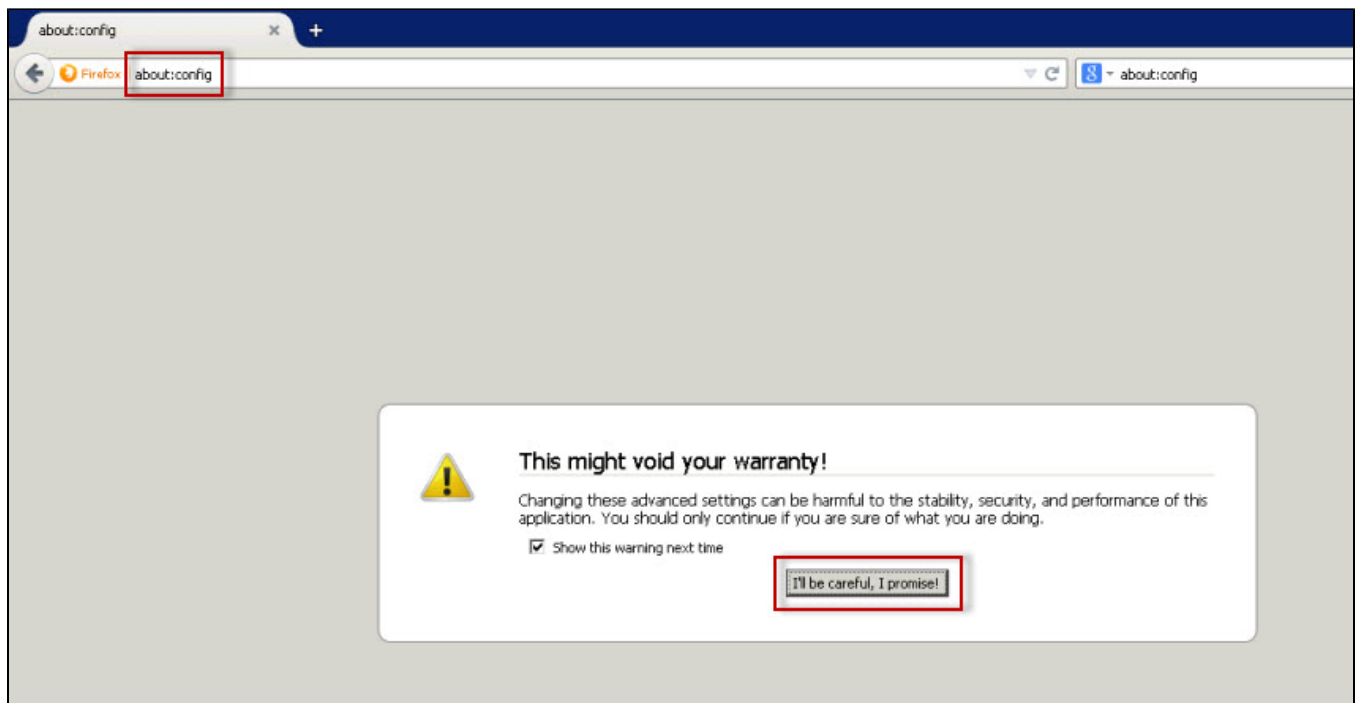 about:config
Firefox about:config
8 about:config
This might void your warranty!
Changing these advanced settings can be harmful to the stability, security, and performance of this
application. You should only continue if you are sure of what you are doing.
Show this warning next time
I'll be careful, I promise!